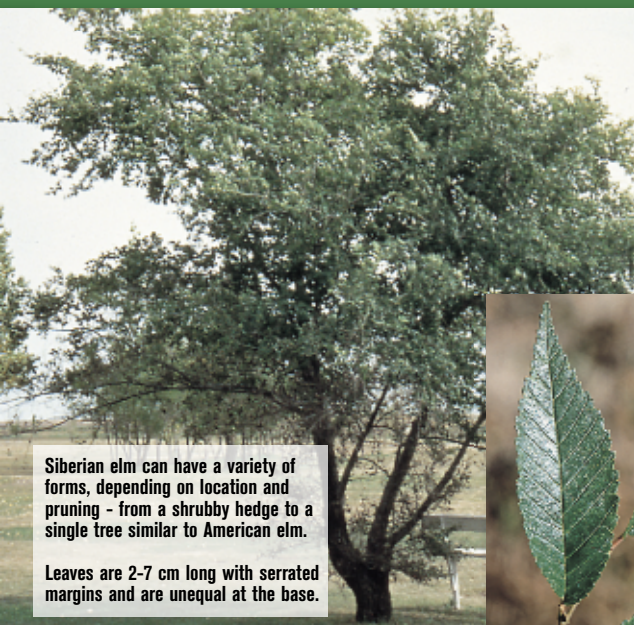 Siberian elm can have a variety of
forms, depending on location and
pruning - from a shrubby hedge to a
single tree similar to American elm.
Leaves are 2-7 cm long with serrated
margins and are unequal at the base.